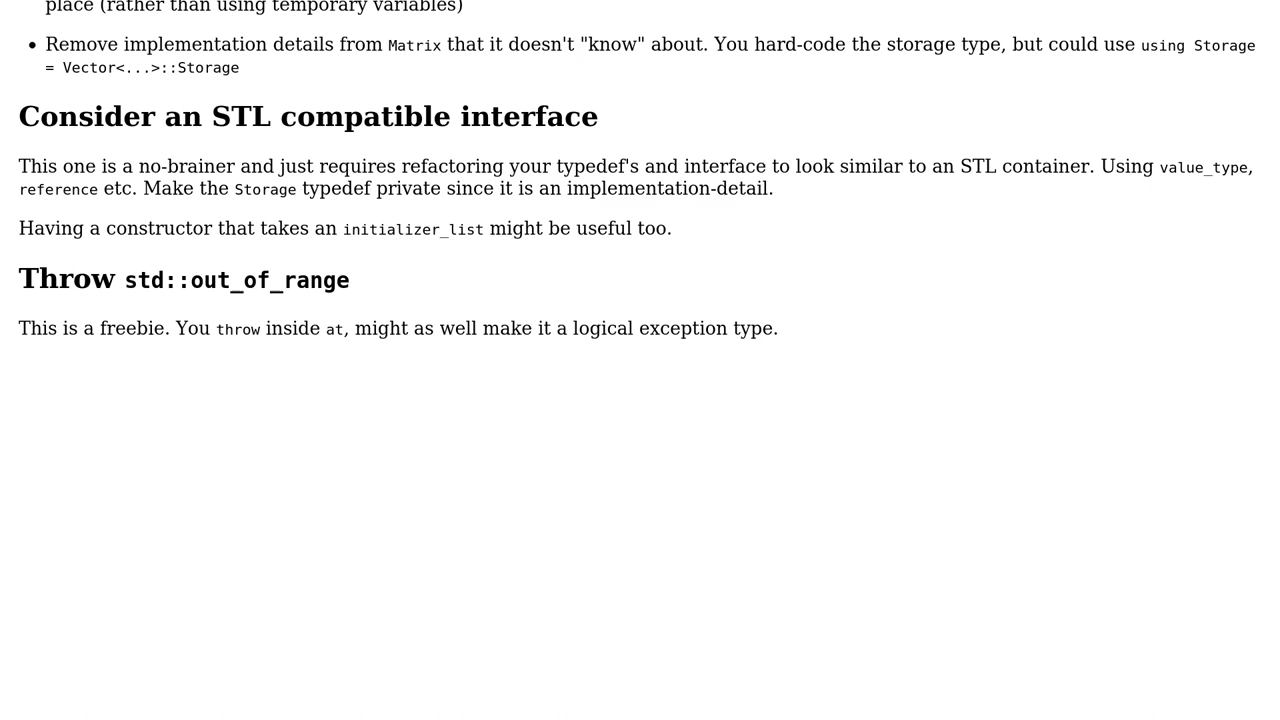 place (rather than using temporary variables)
• Remove implementation details from Matrix that it doesn't "know" about. You hard-code the storage type, but could use using Storage
= Vector<...>::Storage
Consider an STL compatible interface
This one is a no-brainer and just requires refactoring your typedef's and interface to look similar to an STL container. Using value_type,
reference etc. Make the Storage typedef private since it is an implementation-detail.
Having a constructor that takes an initializer_list might be useful too.
Throw std::out_of_range
This is a freebie. You throw inside at, might as well make it a logical exception type.